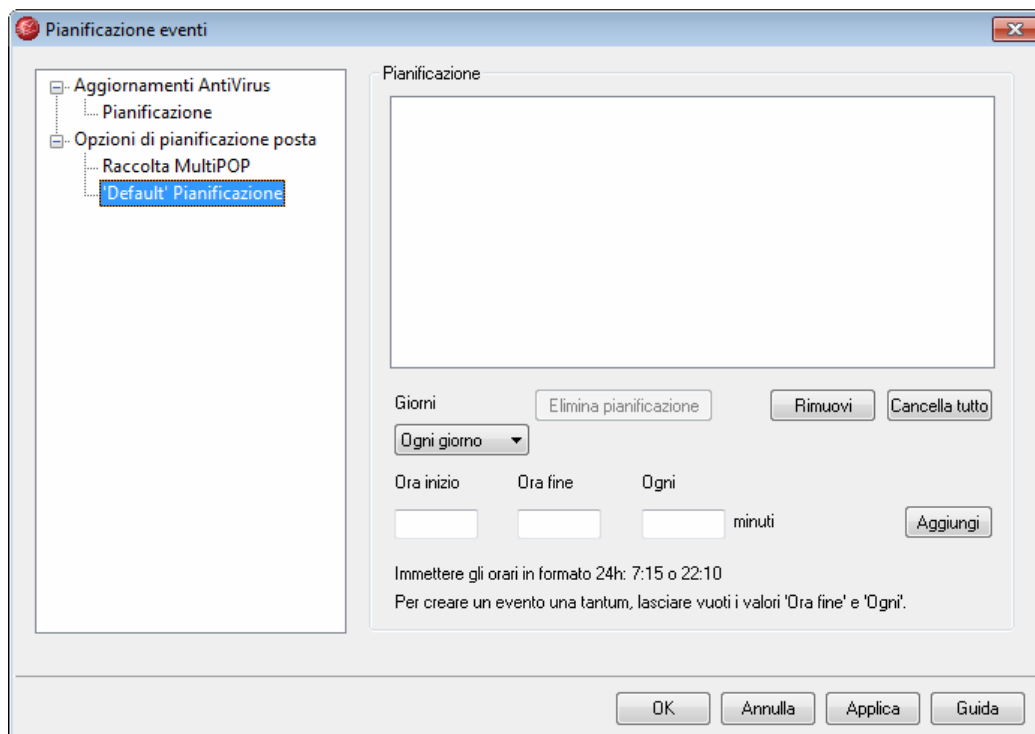 Pianificazione eventi
Aggiornamenti AntiVirus
Pianificazione
Opzioni di pianificazione posta
Raccolta MultiPOP
'Default' Pianificazione
Pianificazione
Giorni
Elimina pianificazione
Rimuovi
Cancella tutto
Ogni giorno
Ora inizio
Ora fine
Ogni
minuti
Aggiungi
Immettere gli orari in formato 24h: 7:15 o 22:10
Per creare un evento una tantum, lasciare vuoti i valori 'Ora fine' e 'Ogni'.
OK
Annulla
Applica
Guida